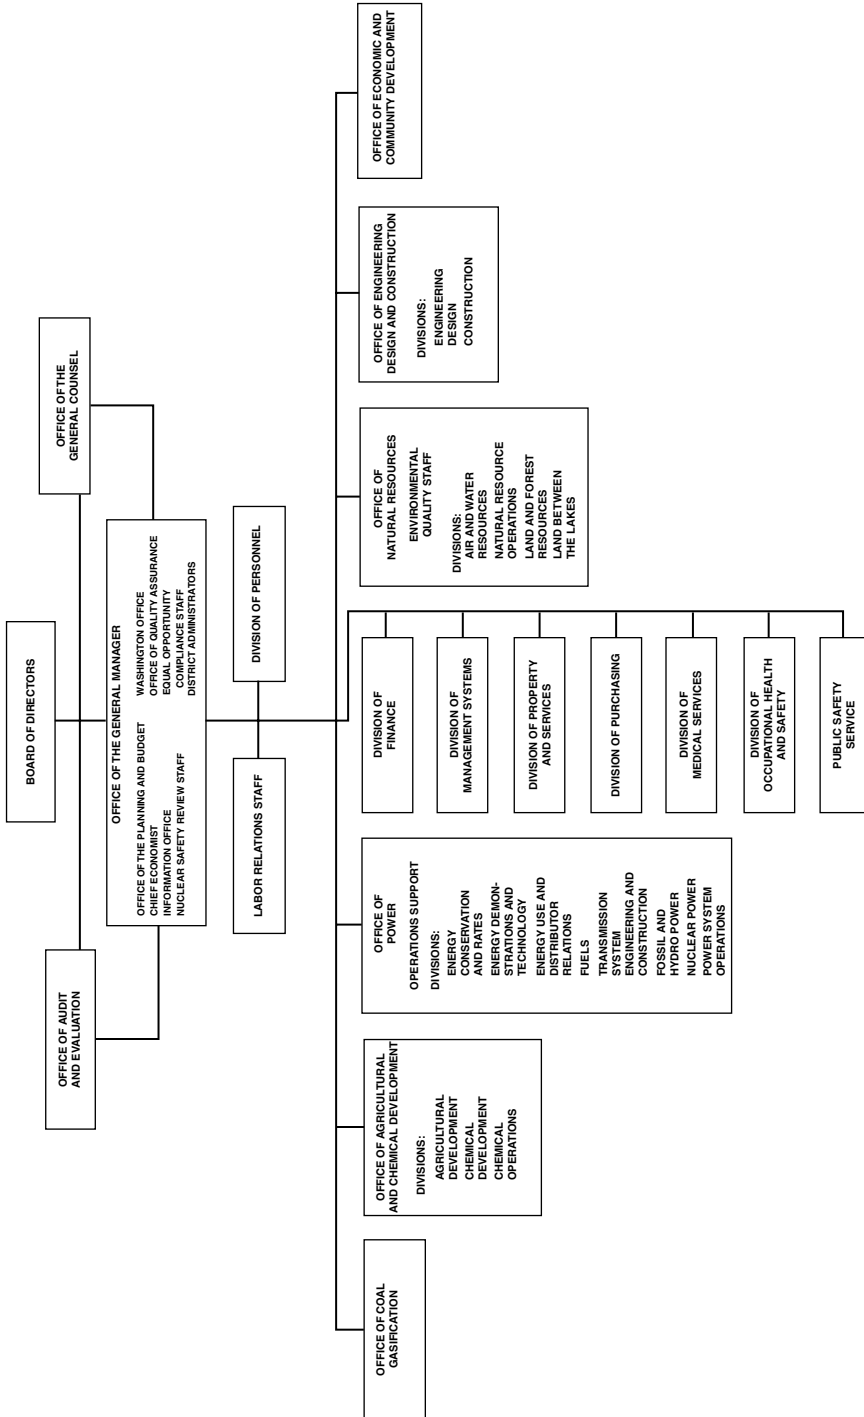 BOARD OF DIRECTORS
OFFICE OF AUDIT
AND EVALUATION
OFFICE OF THE
GENERAL COUNSEL
OFFICE OF THE GENERAL MANAGER
OFFICE OF THE PLANNING AND BUDGET
CHIEF ECONOMIST
INFORMATION OFFICE
NUCLEAR SAFETY REVIEW STAFF
WASHINGTON OFFICE
OFFICE OF QUALITY ASSURANCE
EQUAL OPPORTUNITY
COMPLIANCE STAFF
DISTRICT ADMINISTRATORS
LABOR RELATIONS STAFF
DIVISION OF PERSONNEL
OFFICE OF COAL
GASIFICATION
OFFICE OF AGRICULTURAL
AND CHEMICAL DEVELOPMENT
DIVISIONS:
AGRICULTURAL
DEVELOPMENT
CHEMICAL
DEVELOPMENT
CHEMICAL
OPERATIONS
OFFICE OF
POWER
OPERATIONS SUPPORT
DIVISIONS:
ENERGY
CONSERVATION
AND RATES
ENERGY DEMON-
STRATIONS AND
TECHNOLOGY
ENERGY USE AND
DISTRIBUTOR
RELATIONS
FUELS
TRANSMISSION
SYSTEM
ENGINEERING AND
CONSTRUCTION
FOSSIL AND
HYDRO POWER
NUCLEAR POWER
POWER SYSTEM
OPERATIONS
DIVISION OF
FINANCE
DIVISION OF
MANAGEMENT SYSTEMS
DIVISION OF PROPERTY
AND SERVICES
DIVISION OF PURCHASING
DIVISION OF
MEDICAL SERVICES
DIVISION OF
OCCUPATIONAL HEALTH
AND SAFETY
PUBLIC SAFETY
SERVICE
OFFICE OF
NATURAL RESOURCES
ENVIRONMENTAL
QUALITY STAFF
DIVISIONS:
AIR AND WATER
RESOURCES
NATURAL RESOURCE
OPERATIONS
LAND AND FOREST
RESOURCES
LAND BETWEEN
THE LAKES
OFFICE OF ENGINEERING
DESIGN AND CONSTRUCTION
DIVISIONS:
ENGINEERING
DESIGN
CONSTRUCTION
OFFICE OF ECONOMIC AND
COMMUNITY DEVELOPMENT